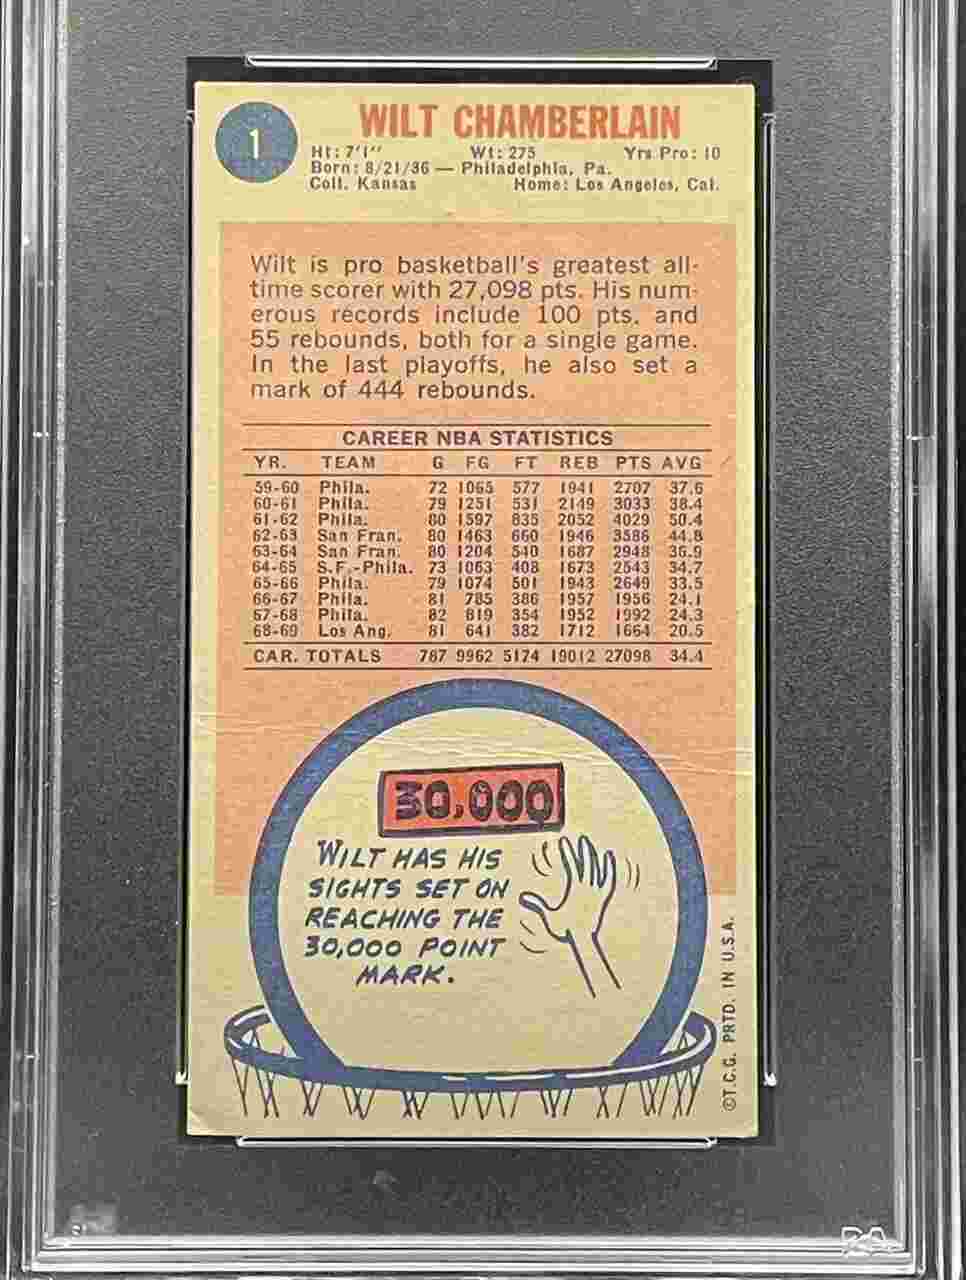 1
WILT CHAMBERLAIN
Ht: 7'1" Wt: 275 Yrs Pro: 10
Born: 8/21/36 — Philadelphia, Pa.
Coll. Kansas Home: Los Angeles, Cal.
Wilt is pro basketball's greatest all-
time scorer with 27,098 pts. His num-
erous records include 100 pts. and
55 rebounds, both for a single game.
In the last playoffs, he also set a
mark of 444 rebounds.
CAREER NBA STATISTICS
YR. TEAM G FG FT REB PTS AVG
59-60 Phila. 72 1065 577 1941 2707 37.6
60-61 Phila. 79 1251 531 2149 3033 38.4
61-62 Phila. 80 1597 835 2052 4029 50.4
62-63 San Fran. 80 1463 660 1946 3586 44.8
63-64 San Fran. 80 1204 540 1687 2948 36.9
64-65 S.F.-Phila. 73 1063 408 1673 2543 34.7
65-66 Phila. 79 1074 501 1943 2649 33.5
66-67 Phila. 81 785 386 1957 1956 24.1
67-68 Phila. 82 819 354 1952 1992 24.3
68-69 Los Ang. 81 641 382 1712 1664 20.5
CAR. TOTALS 787 9962 5174 19012 27098 34.4
30,000
WILT HAS HIS
SIGHTS SET ON
REACHING THE
30,000 POINT
MARK.
©T.C.G. PRTD. IN U.S.A.